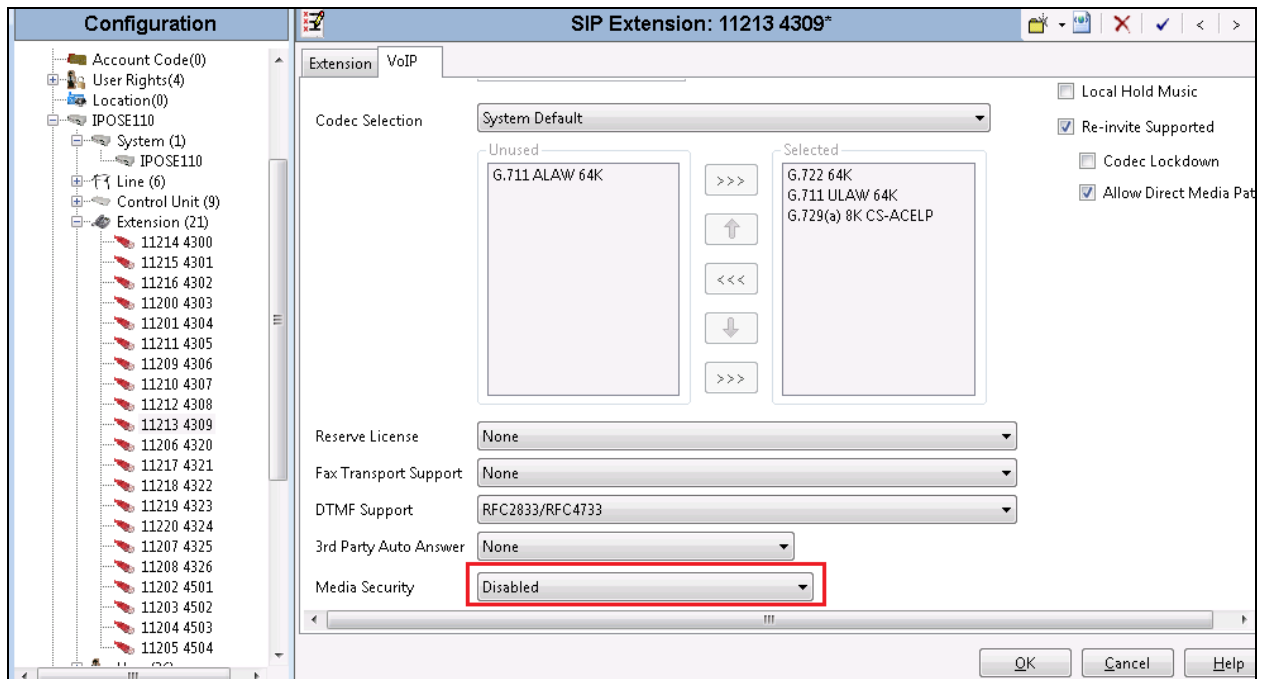 Configuration
SIP Extension: 11213 4309*
Account Code(0)
User Rights(4)
Location(0)
IPOSE110
System (1)
IPOSE110
Line (6)
Control Unit (9)
Extension (21)
11214 4300
11215 4301
11216 4302
11200 4303
11201 4304
11211 4305
11209 4306
11210 4307
11212 4308
11213 4309
11206 4320
11217 4321
11218 4322
11219 4323
11220 4324
11207 4325
11208 4326
11202 4501
11203 4502
11204 4503
11205 4504
Extension VoIP
Codec Selection System Default
Unused
G.711 ALAW 64K
>>>
<<<
>>>
Selected
G.722 64K
G.711 ULAW 64K
G.729(a) 8K CS-ACELP
Local Hold Music
Re-invite Supported
Codec Lockdown
Allow Direct Media Pat
Reserve License None
Fax Transport Support None
DTMF Support RFC2833/RFC4733
3rd Party Auto Answer None
Media Security Disabled
OK Cancel Help